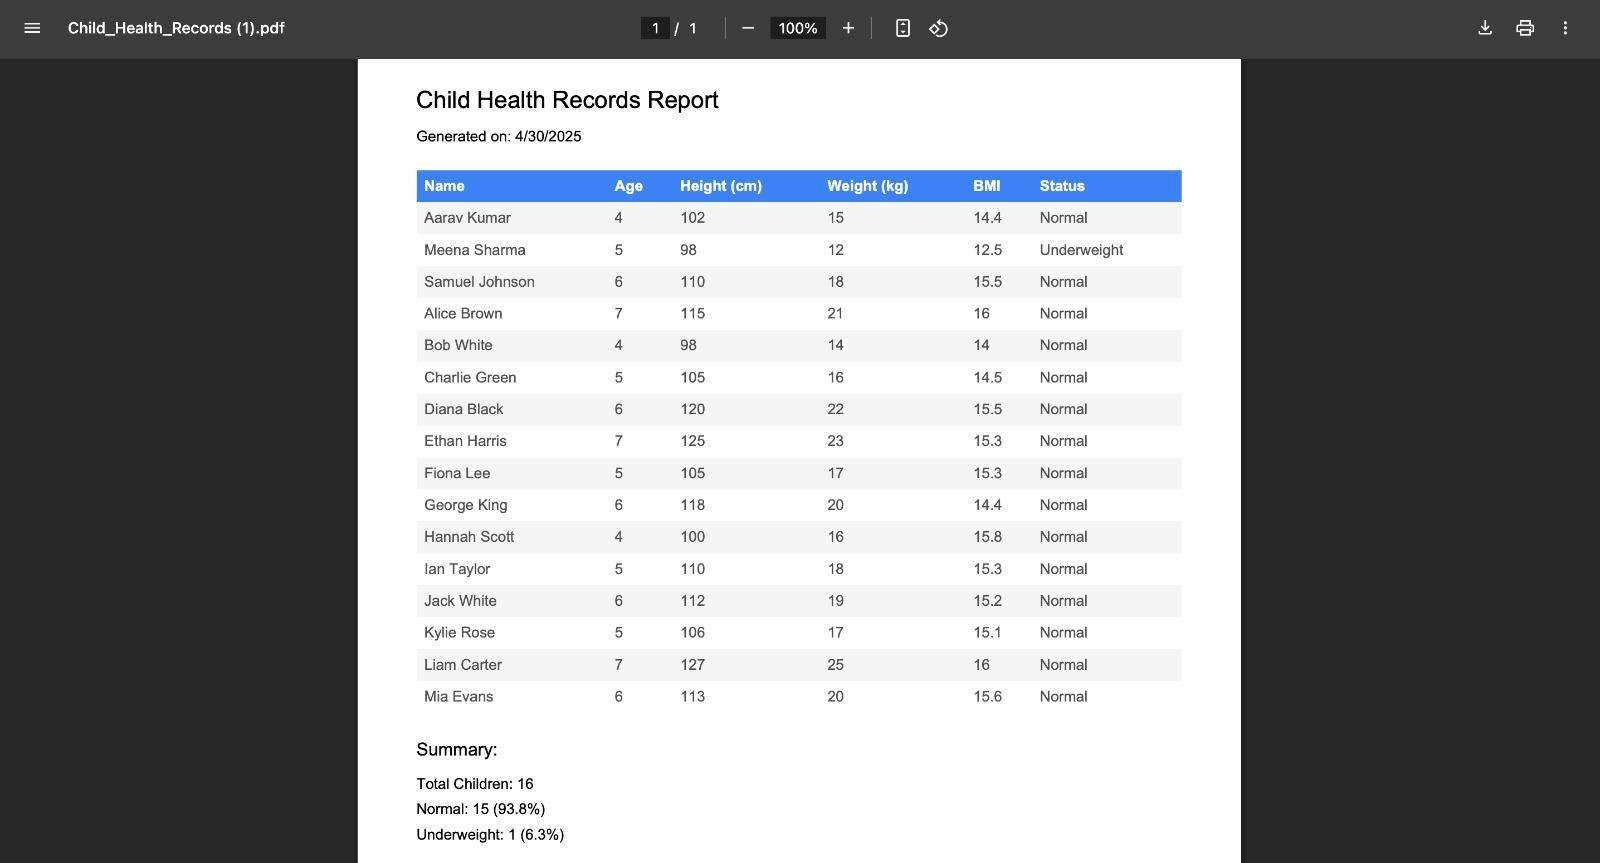 Child_Health_Records (1).pdf
1 / 1
100%
Child Health Records Report
Generated on: 4/30/2025
Name Age Height (cm) Weight (kg) BMI Status
Aarav Kumar 4 102 15 14.4 Normal
Meena Sharma 5 98 12 12.5 Underweight
Samuel Johnson 6 110 18 15.5 Normal
Alice Brown 7 115 21 16 Normal
Bob White 4 98 14 14 Normal
Charlie Green 5 105 16 14.5 Normal
Diana Black 6 120 22 15.5 Normal
Ethan Harris 7 125 23 15.3 Normal
Fiona Lee 5 105 17 15.3 Normal
George King 6 118 20 14.4 Normal
Hannah Scott 4 100 16 15.8 Normal
Ian Taylor 5 110 18 15.3 Normal
Jack White 6 112 19 15.2 Normal
Kylie Rose 5 106 17 15.1 Normal
Liam Carter 7 127 25 16 Normal
Mia Evans 6 113 20 15.6 Normal
Summary:
Total Children: 16
Normal: 15 (93.8%)
Underweight: 1 (6.3%)